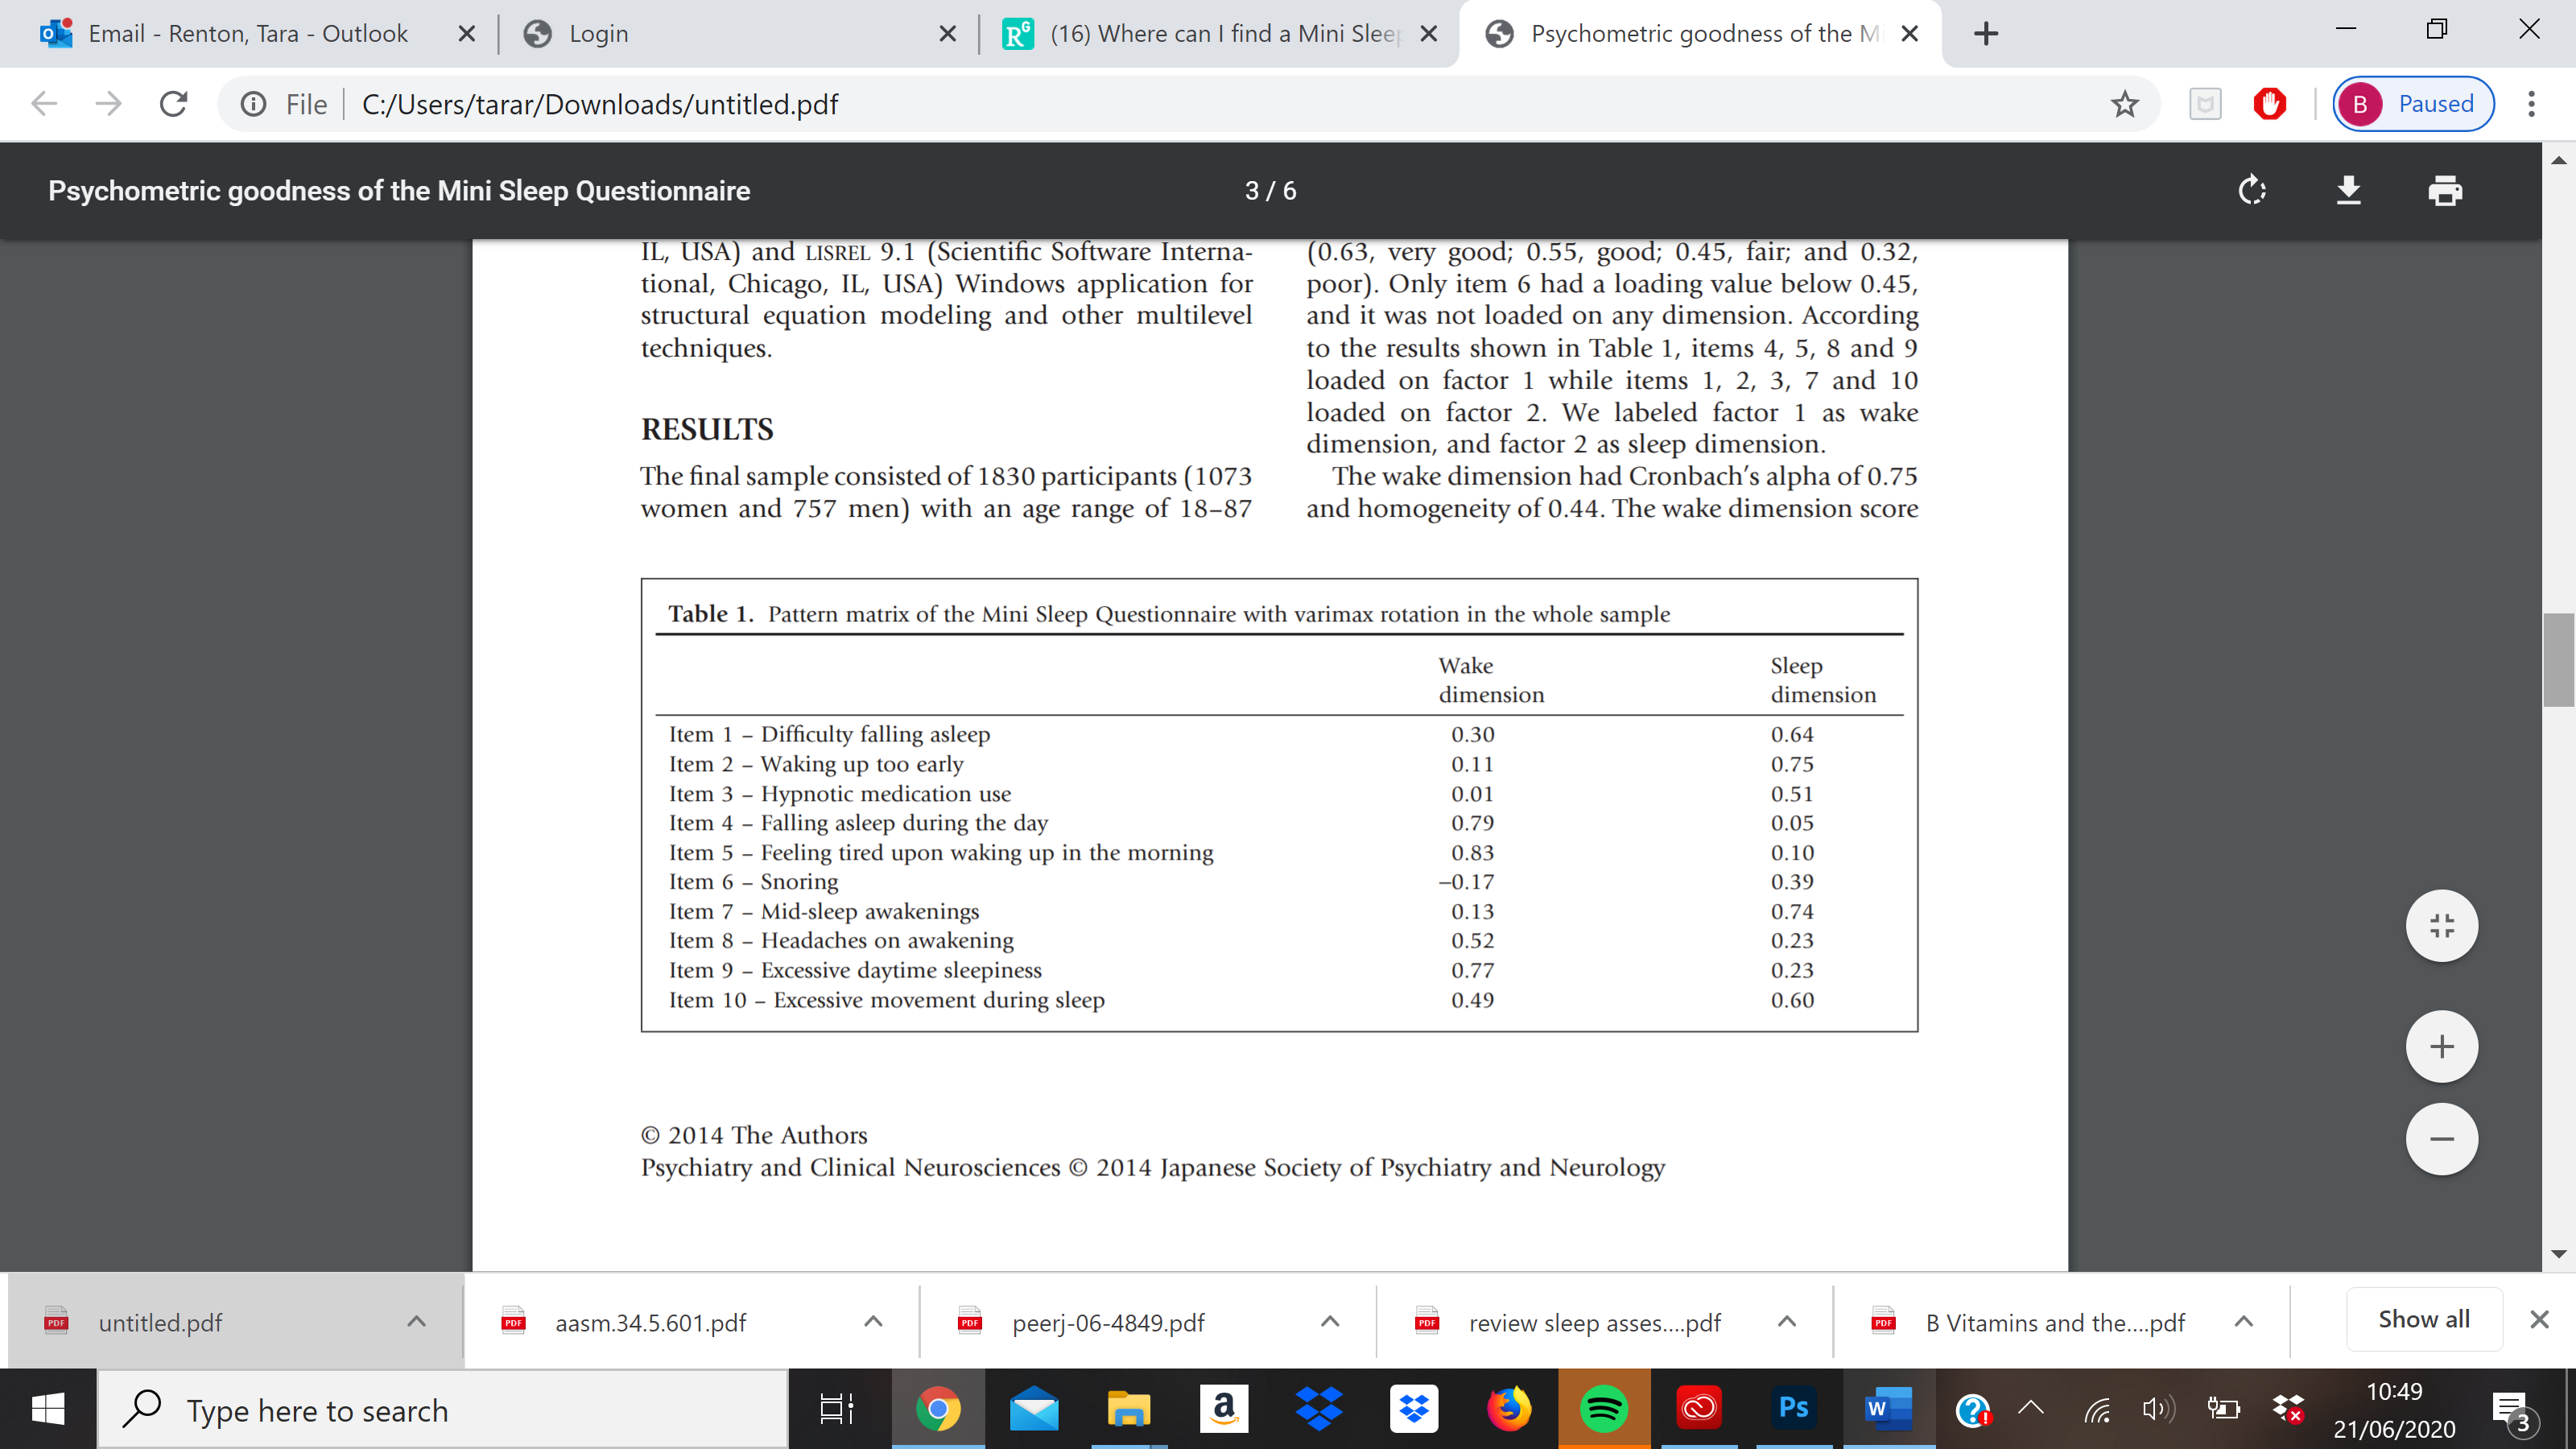 Email - Renton, Tara - Outlook
Login
(16) Where can I find a Mini Sleep
Psychometric goodness of the Mi
File
C:/Users/tarar/Downloads/untitled.pdf
B Paused
Psychometric goodness of the Mini Sleep Questionnaire
3 / 6
IL, USA) and LISREL 9.1 (Scientific Software Interna-
tional, Chicago, IL, USA) Windows application for
structural equation modeling and other multilevel
techniques.
RESULTS
The final sample consisted of 1830 participants (1073
women and 757 men) with an age range of 18–87
(0.63, very good; 0.55, good; 0.45, fair; and 0.32,
poor). Only item 6 had a loading value below 0.45,
and it was not loaded on any dimension. According
to the results shown in Table 1, items 4, 5, 8 and 9
loaded on factor 1 while items 1, 2, 3, 7 and 10
loaded on factor 2. We labeled factor 1 as wake
dimension, and factor 2 as sleep dimension.
The wake dimension had Cronbach's alpha of 0.75
and homogeneity of 0.44. The wake dimension score
Table 1. Pattern matrix of the Mini Sleep Questionnaire with varimax rotation in the whole sample
Wake dimension
Sleep dimension
Item 1 – Difficulty falling asleep 0.30 0.64
Item 2 – Waking up too early 0.11 0.75
Item 3 – Hypnotic medication use 0.01 0.51
Item 4 – Falling asleep during the day 0.79 0.05
Item 5 – Feeling tired upon waking up in the morning 0.83 0.10
Item 6 – Snoring –0.17 0.39
Item 7 – Mid-sleep awakenings 0.13 0.74
Item 8 – Headaches on awakening 0.52 0.23
Item 9 – Excessive daytime sleepiness 0.77 0.23
Item 10 – Excessive movement during sleep 0.49 0.60
© 2014 The Authors
Psychiatry and Clinical Neurosciences © 2014 Japanese Society of Psychiatry and Neurology
untitled.pdf
aasm.34.5.601.pdf
peerj-06-4849.pdf
review sleep asses....pdf
B Vitamins and the....pdf
Show all
Type here to search
10:49
21/06/2020
3